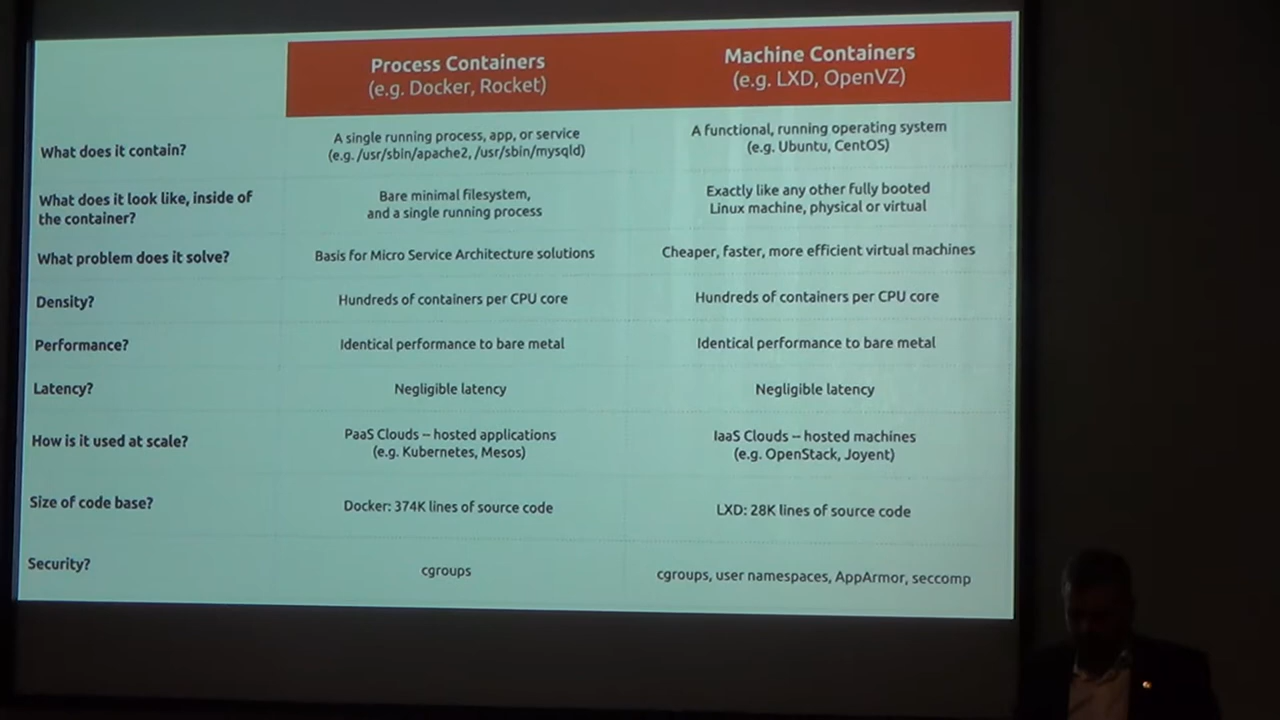 Process Containers
(e.g. Docker, Rocket)
Machine Containers
(e.g. LXD, OpenVZ)
What does it contain?
A single running process, app, or service
(e.g. /usr/sbin/apache2, /usr/sbin/mysqld)
A functional, running operating system
(e.g. Ubuntu, CentOS)
What does it look like, inside of
the container?
Bare minimal filesystem,
and a single running process
Exactly like any other fully booted
Linux machine, physical or virtual
What problem does it solve?
Basis for Micro Service Architecture solutions
Cheaper, faster, more efficient virtual machines
Density?
Hundreds of containers per CPU core
Hundreds of containers per CPU core
Performance?
Identical performance to bare metal
Identical performance to bare metal
Latency?
Negligible latency
Negligible latency
How is it used at scale?
PaaS Clouds – hosted applications
(e.g. Kubernetes, Mesos)
IaaS Clouds – hosted machines
(e.g. OpenStack, Joyent)
Size of code base?
Docker: 374K lines of source code
LXD: 28K lines of source code
Security?
cgroups
cgroups, user namespaces, AppArmor, seccomp